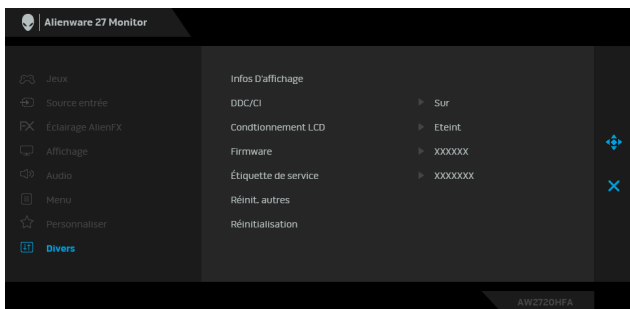 Alienware 27 Monitor
Jeux
Source entrée
Éclairage AlienFX
Affichage
Audio
Menu
Personnaliser
Divers
Infos D'affichage
DDC/CI Sur
Condtionnement LCD Eteint
Firmware XXXXXX
Étiquette de service XXXXXXX
Réinit. autres
Réinitialisation
AW2720HFA